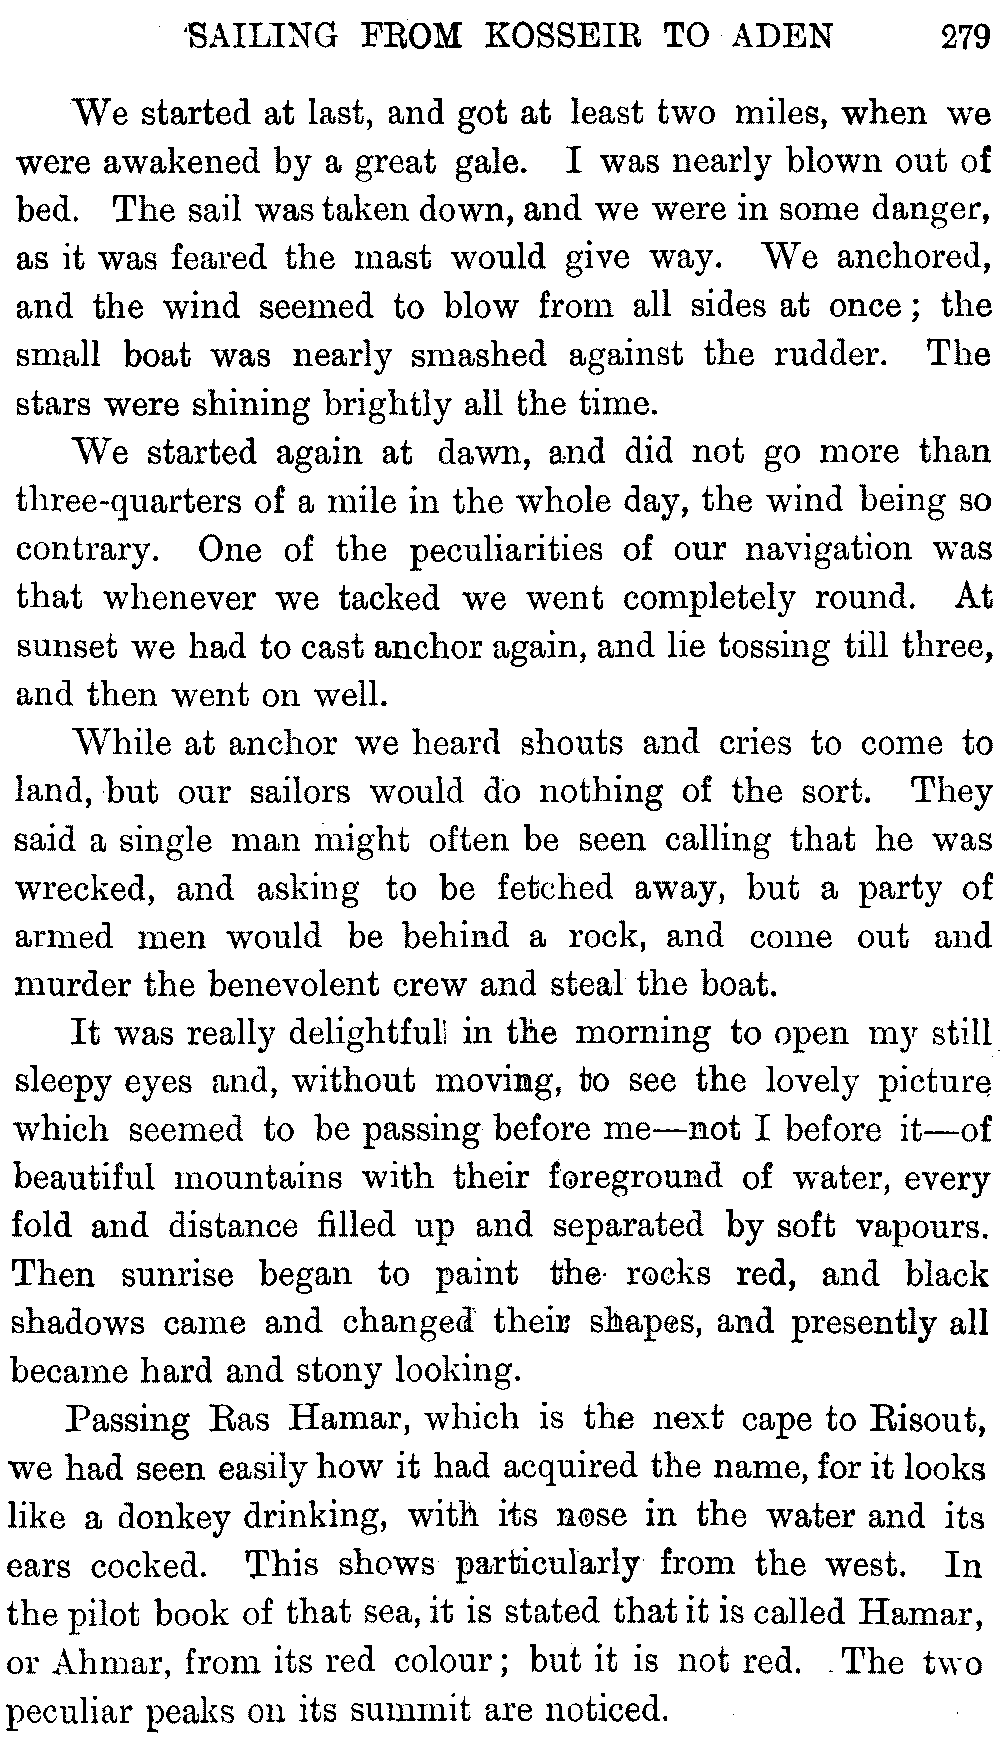 SAILING FROM KOSSEIR TO ADEN 279
We started at last, and got at least two miles, when we
were awakened by a great gale. I was nearly blown out of
bed. The sail was taken down, and we were in some danger,
as it was feared the mast would give way. We anchored,
and the wind seemed to blow from all sides at once; the
small boat was nearly smashed against the rudder. The
stars were shining brightly all the time.
We started again at dawn, and did not go more than
three-quarters of a mile in the whole day, the wind being so
contrary. One of the peculiarities of our navigation was
that whenever we tacked we went completely round. At
sunset we had to cast anchor again, and lie tossing till three,
and then went on well.
While at anchor we heard shouts and cries to come to
land, but our sailors would do nothing of the sort. They
said a single man might often be seen calling that he was
wrecked, and asking to be fetched away, but a party of
armed men would be behind a rock, and come out and
murder the benevolent crew and steal the boat.
It was really delightful in the morning to open my still
sleepy eyes and, without moving, to see the lovely picture
which seemed to be passing before me—not I before it—of
beautiful mountains with their foreground of water, every
fold and distance filled up and separated by soft vapours.
Then sunrise began to paint the rocks red, and black
shadows came and changed their shapes, and presently all
became hard and stony looking.
Passing Ras Hamar, which is the next cape to Risout,
we had seen easily how it had acquired the name, for it looks
like a donkey drinking, with its nose in the water and its
ears cocked. This shows particularly from the west. In
the pilot book of that sea, it is stated that it is called Hamar,
or Ahmar, from its red colour; but it is not red. The two
peculiar peaks on its summit are noticed.